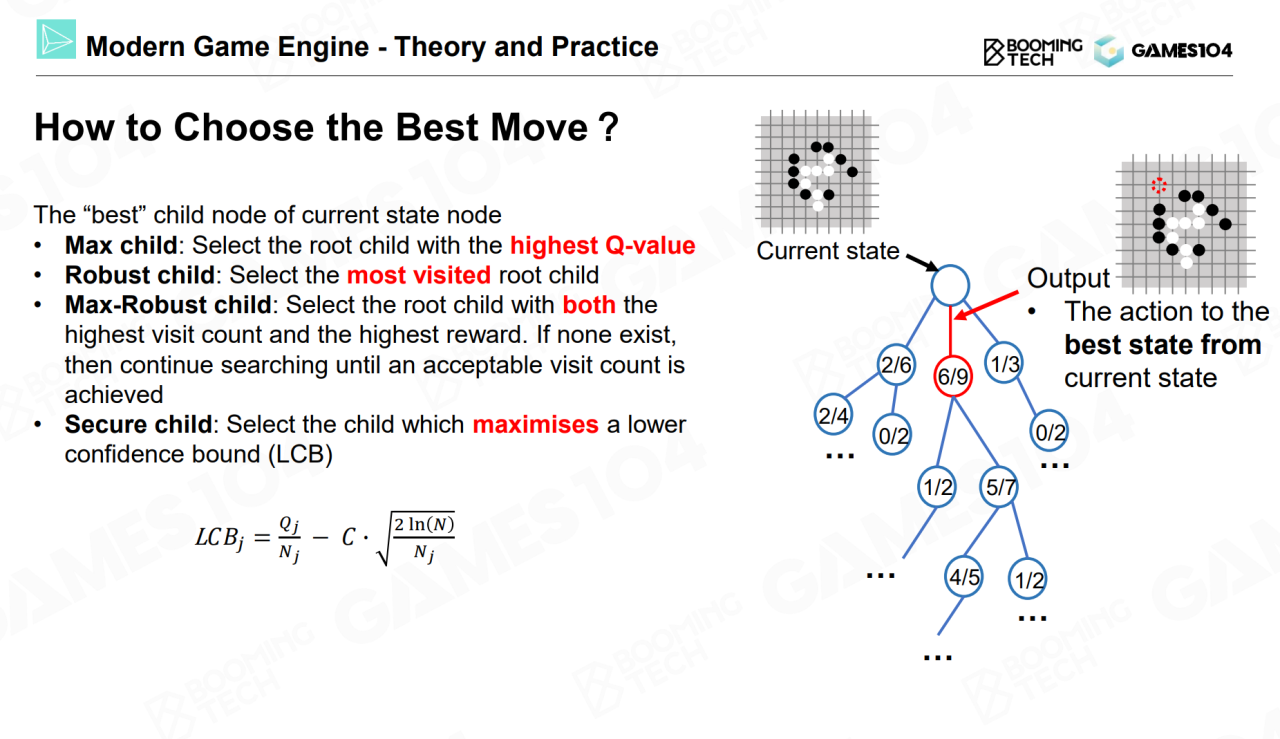 Modern Game Engine - Theory and Practice
BOOMING
TECH
GAMES104
How to Choose the Best Move？
The “best” child node of current state node
• Max child: Select the root child with the highest Q-value
• Robust child: Select the most visited root child
• Max-Robust child: Select the root child with both the
highest visit count and the highest reward. If none exist,
then continue searching until an acceptable visit count is
achieved
• Secure child: Select the child which maximises a lower
confidence bound (LCB)
LCB_j = Q_j/N_j − C · √(2 ln(N)/N_j)
Current state
Output
• The action to the
best state from
current state
2/6
6/9
1/3
2/4
0/2
0/2
...
...
1/2
5/7
...
4/5
1/2
...
...